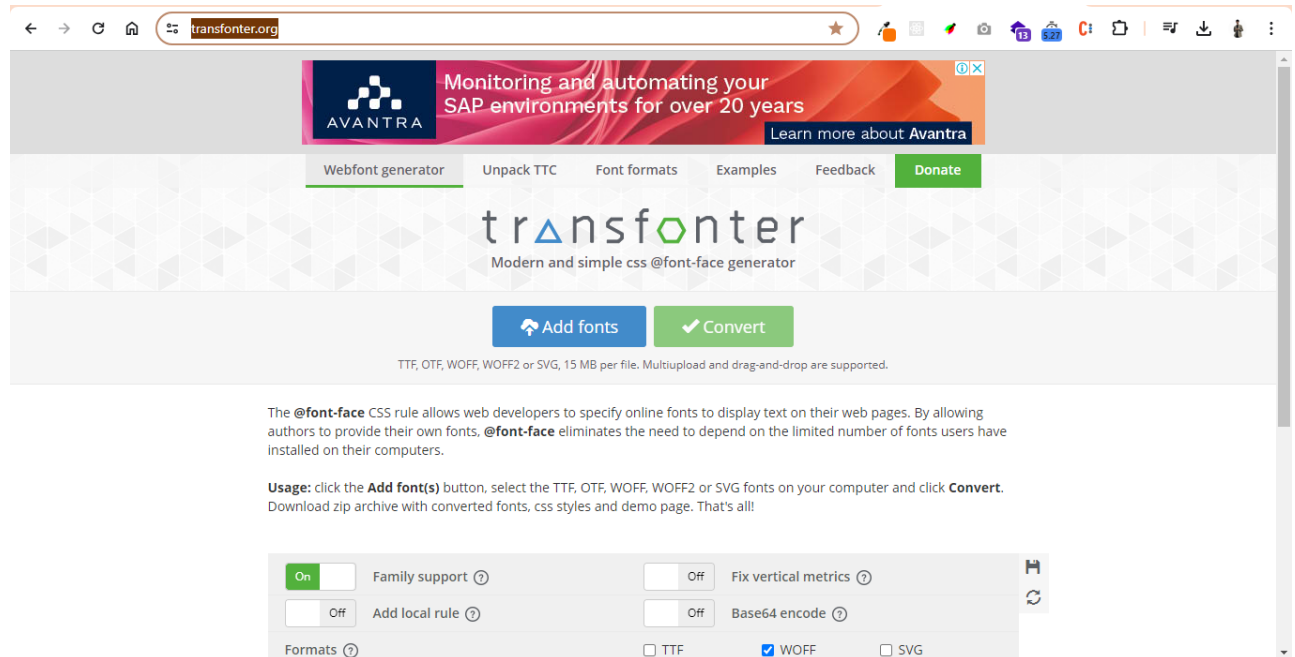 transfonter.org
13
5.27
Monitoring and automating your
SAP environments for over 20 years
AVANTRA
Learn more about Avantra
Webfont generator Unpack TTC Font formats Examples Feedback Donate
transfonter
Modern and simple css @font-face generator
Add fonts Convert
TTF, OTF, WOFF, WOFF2 or SVG, 15 MB per file. Multiupload and drag-and-drop are supported.
The @font-face CSS rule allows web developers to specify online fonts to display text on their web pages. By allowing
authors to provide their own fonts, @font-face eliminates the need to depend on the limited number of fonts users have
installed on their computers.
Usage: click the Add font(s) button, select the TTF, OTF, WOFF, WOFF2 or SVG fonts on your computer and click Convert.
Download zip archive with converted fonts, css styles and demo page. That's all!
On Family support ? Off Fix vertical metrics ?
Off Add local rule ? Off Base64 encode ?
Formats ? TTF WOFF SVG